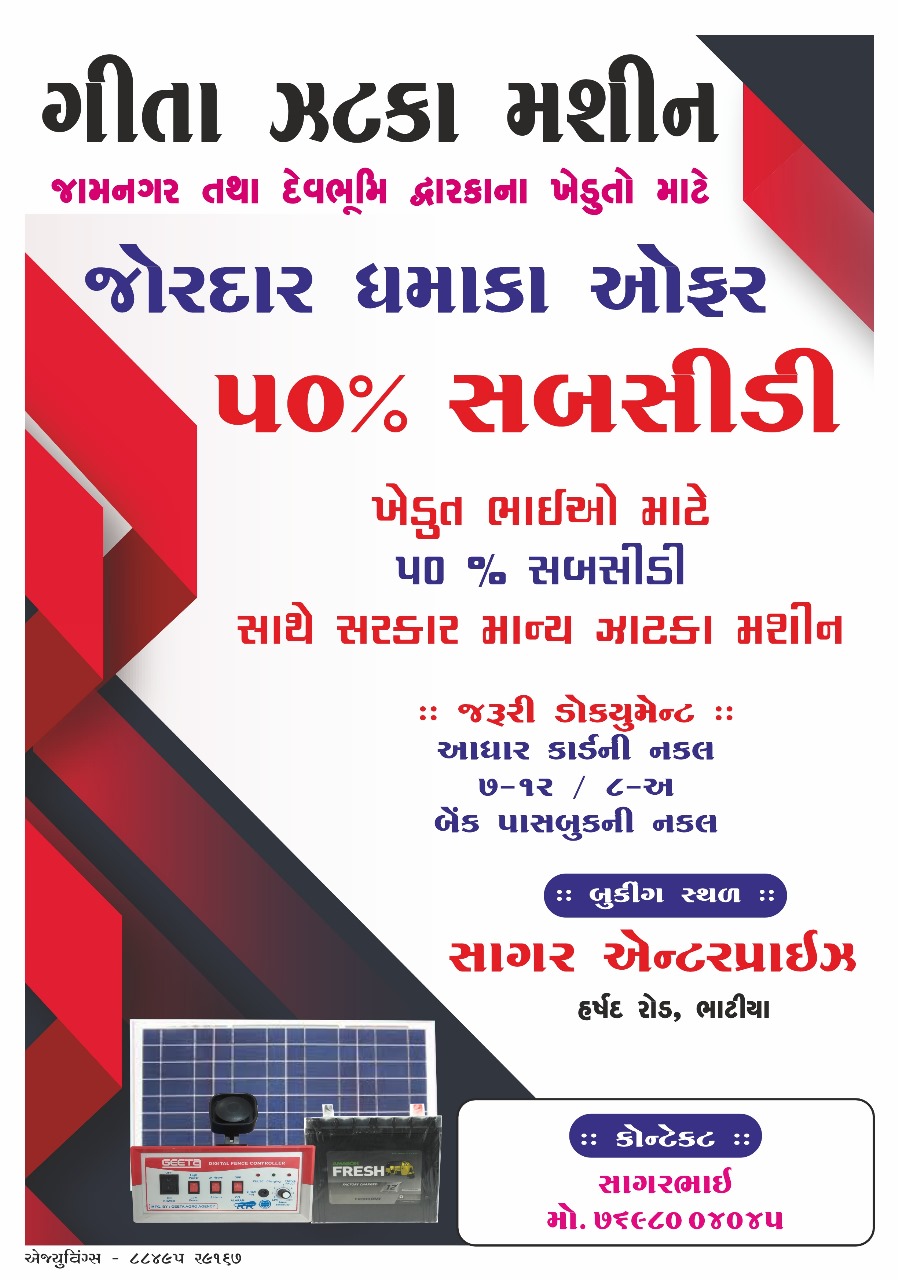 ગીતા ઝટકા મશીન
જામનગર તથા દેવભૂમિ દ્વારકાના ખેડુતો માટે
જોરદાર ધમાકા ઓફર
૫૦% સબસીડી
ખેડુત ભાઈઓ માટે
૫૦ % સબસીડી
સાથે સરકાર માન્ય ઝાટકા મશીન
:: જરૂરી ડોક્યુમેન્ટ ::
આધાર કાર્ડની નકલ
૭-૧૨ / ૮-અ
બેંક પાસબુકની નકલ
:: બુકીંગ સ્થળ ::
સાગર એન્ટરપ્રાઈઝ
હર્ષદ રોડ, ભાટીયા
GEETA DIGITAL FENCE CONTROLLER
FRESH
:: કોન્ટેકટ ::
સાગરભાઈ
મો. ૭૬૯૮૦ ૦૪૦૪૫
એજ્યુવિંગ્સ - ૮૮૪૯૫ ૨૯૧૬૭